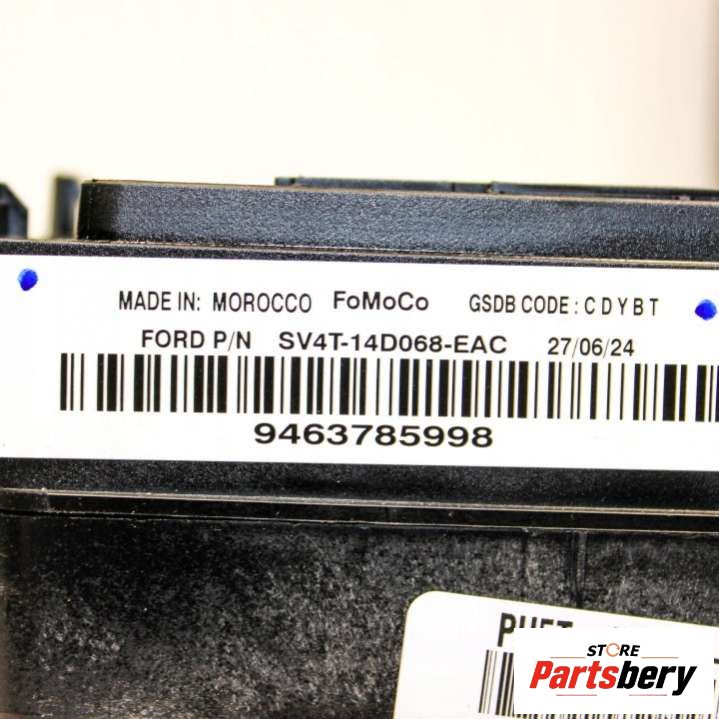 MADE IN: MOROCCO FoMoCo GSDB CODE: C D Y B T
FORD P/N SV4T-14D068-EAC 27/06/24
9463785998
STORE
Partsbery